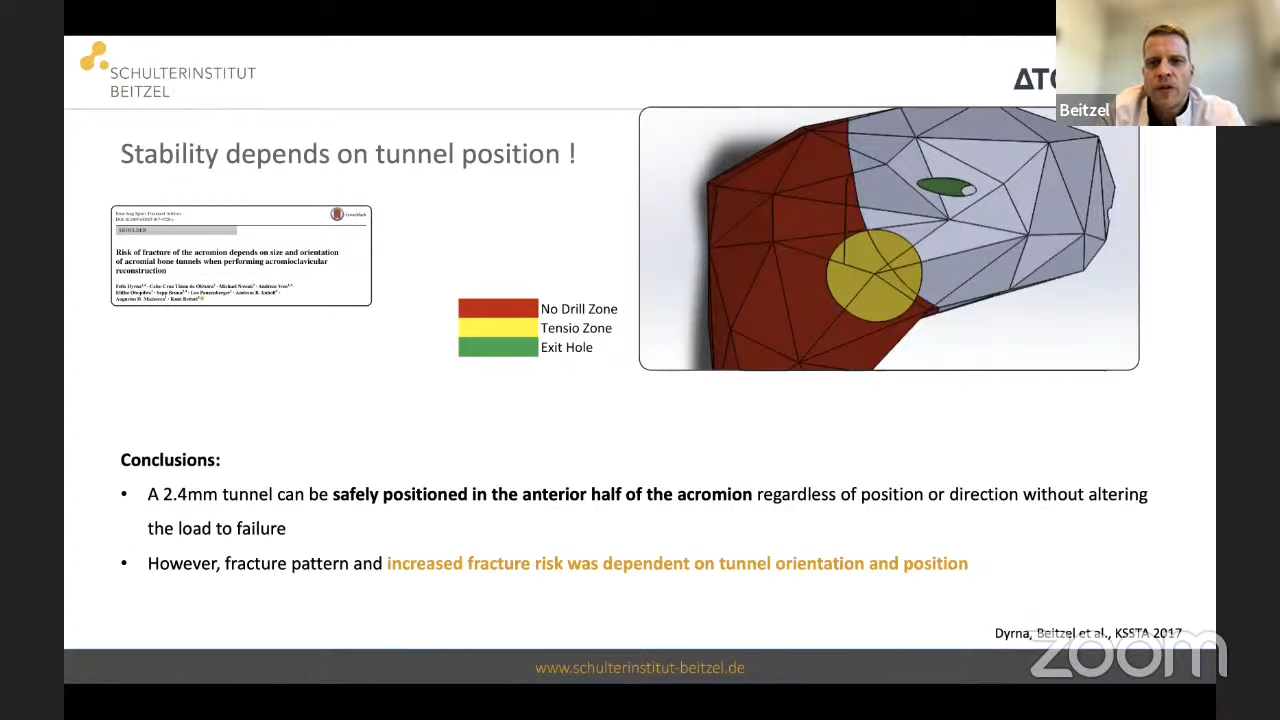 SCHULTERINSTITUT
BEITZEL
ATO
Beitzel
Stability depends on tunnel position !
SHOULDER
CrossMark
Risk of fracture of the acromion depends on size and orientation
of acromial bone tunnels when performing acromioclavicular
reconstruction
No Drill Zone
Tensio Zone
Exit Hole
Conclusions:
• A 2.4mm tunnel can be safely positioned in the anterior half of the acromion regardless of position or direction without altering
the load to failure
• However, fracture pattern and increased fracture risk was dependent on tunnel orientation and position
Dyrna, Beitzel et al., KSSTA 2017
zoom
www.schulterinstitut-beitzel.de